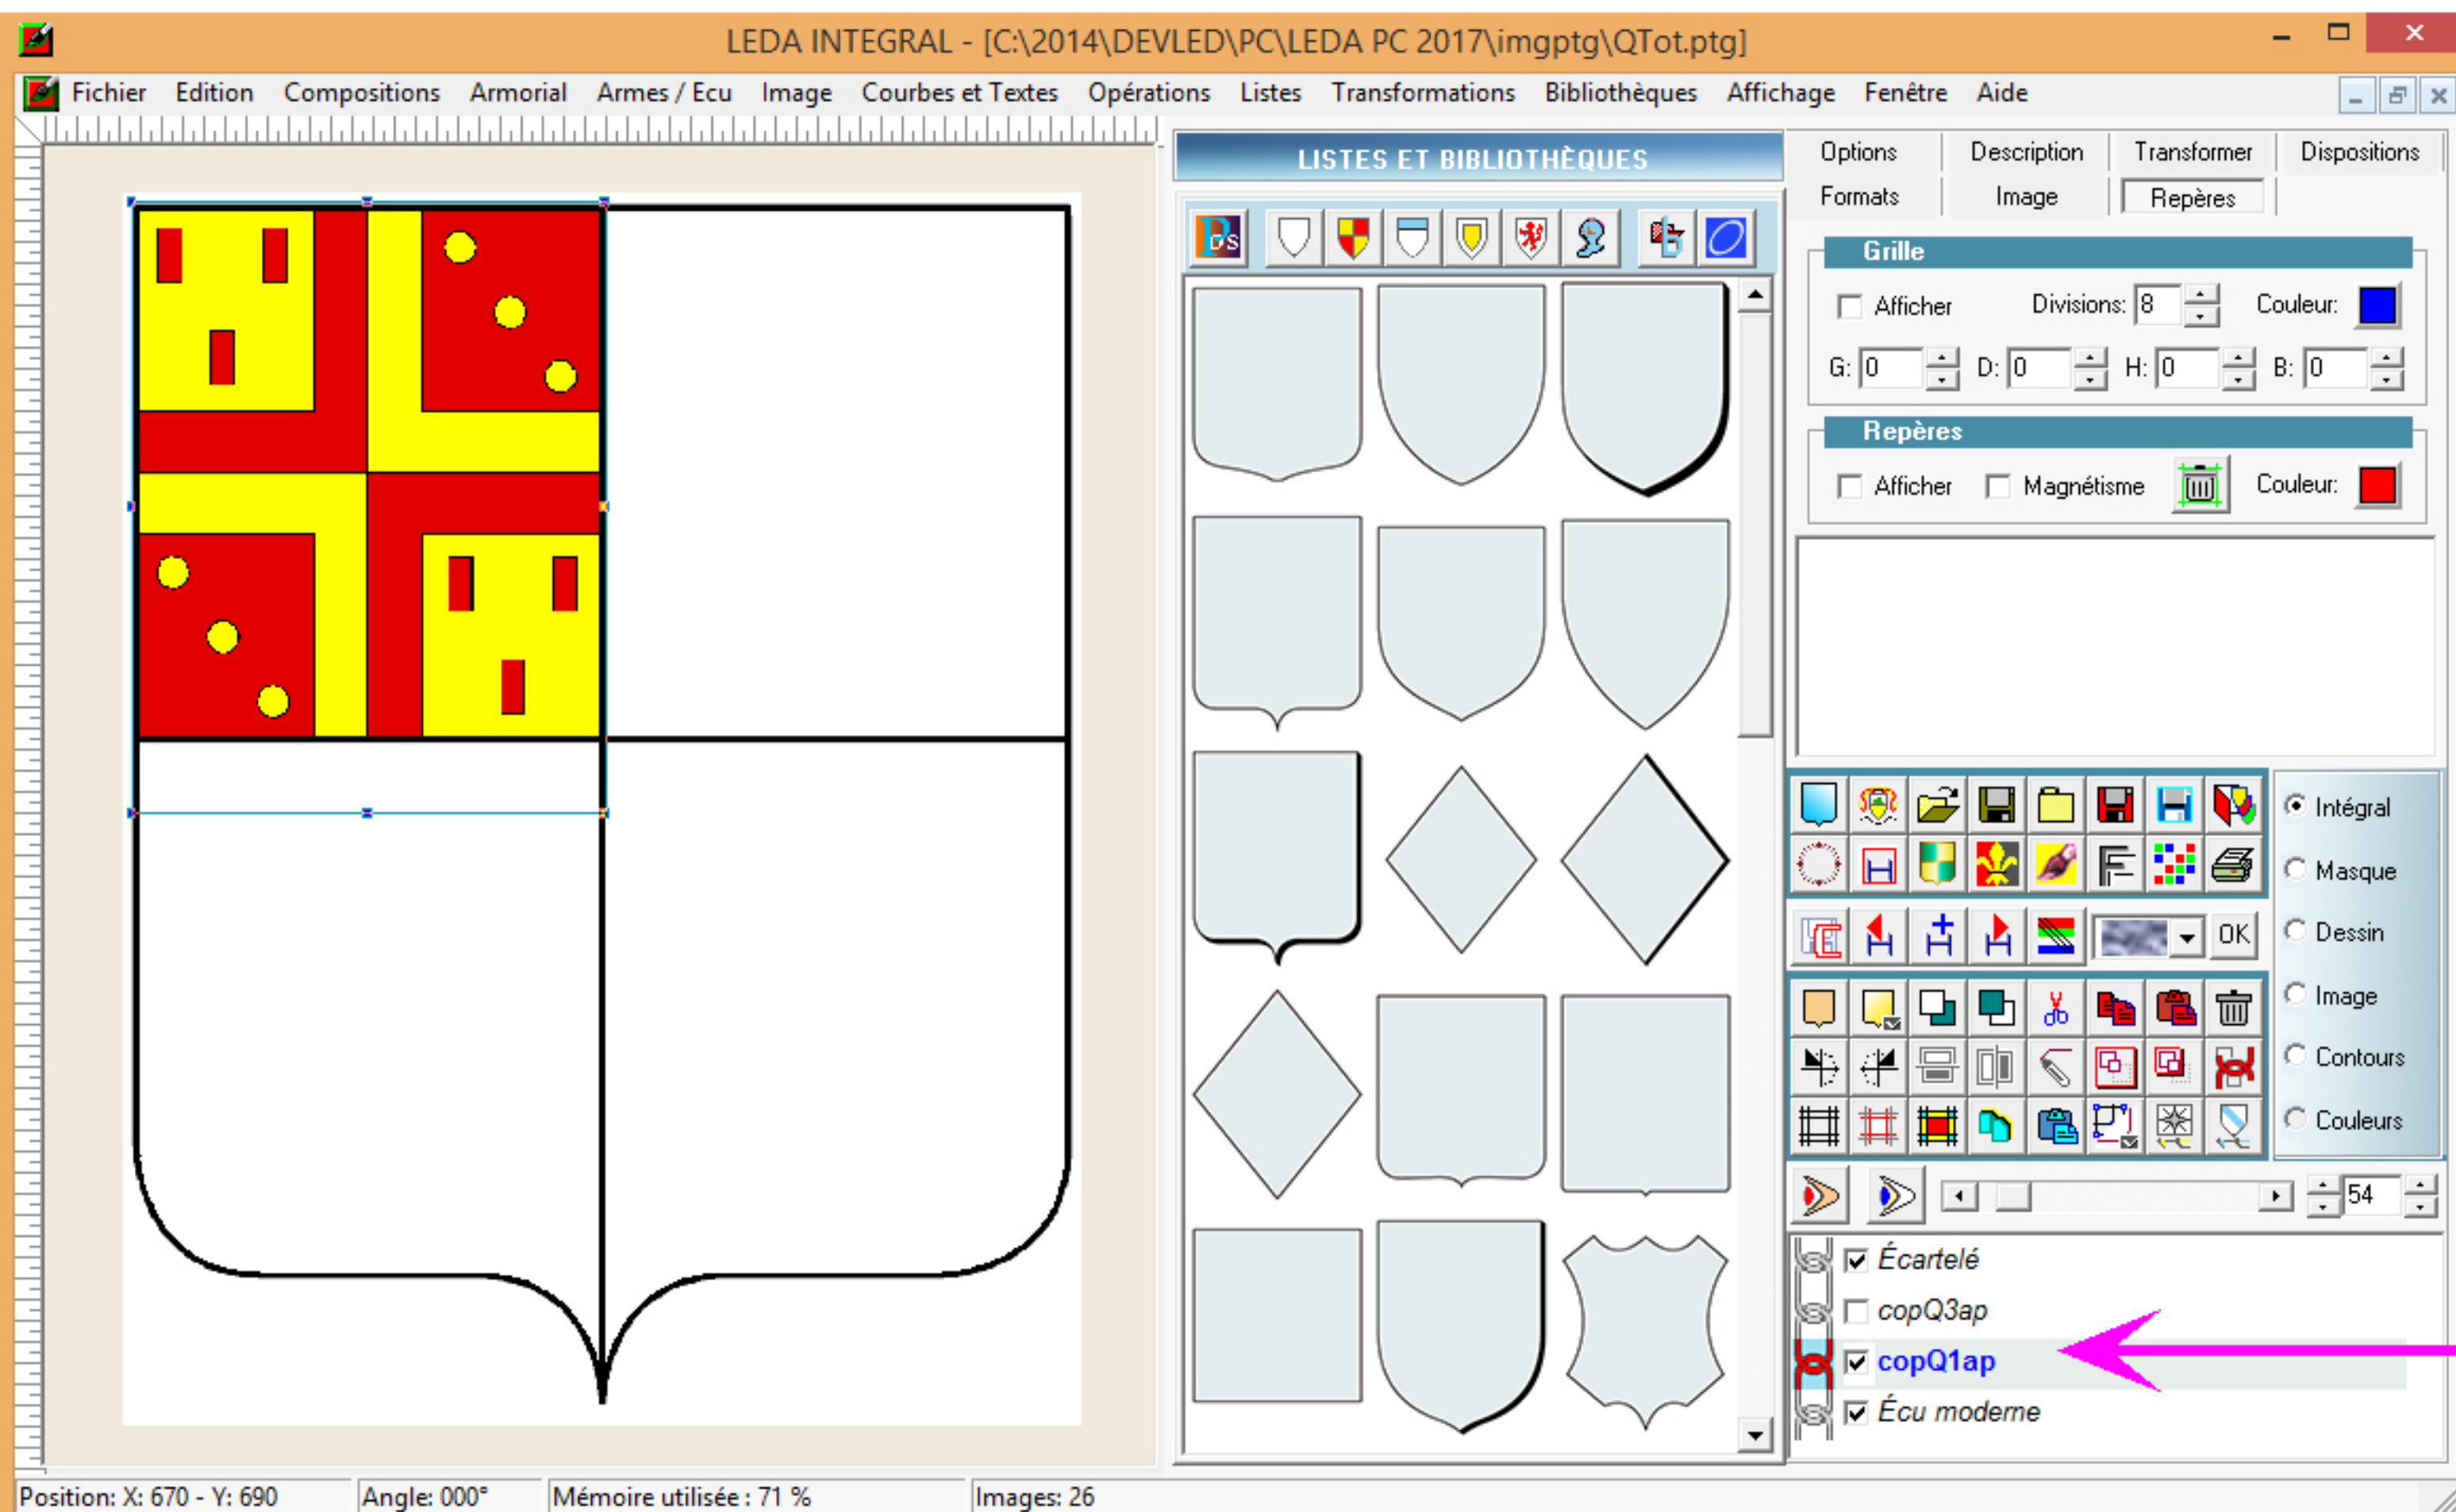 LEDA INTEGRAL - [C:\2014\DEVLED\PC\LEDA PC 2017\imgptg\QTot.ptg]
Fichier Edition Compositions Armorial Armes / Ecu Image Courbes et Textes Opérations Listes Transformations Bibliothèques Affichage Fenêtre Aide
LISTES ET BIBLIOTHÈQUES
Options Description Transformer Dispositions
Formats Image Repères
Grille
Afficher Divisions: 8 Couleur:
G: 0 D: 0 H: 0 B: 0
Repères
Afficher Magnétisme Couleur:
Intégral
Masque
OK
Dessin
Image
Contours
Couleurs
54
Écartelé
copQ3ap
copQ1ap
Écu moderne
Position: X: 670 - Y: 690 Angle: 000° Mémoire utilisée : 71 % Images: 26